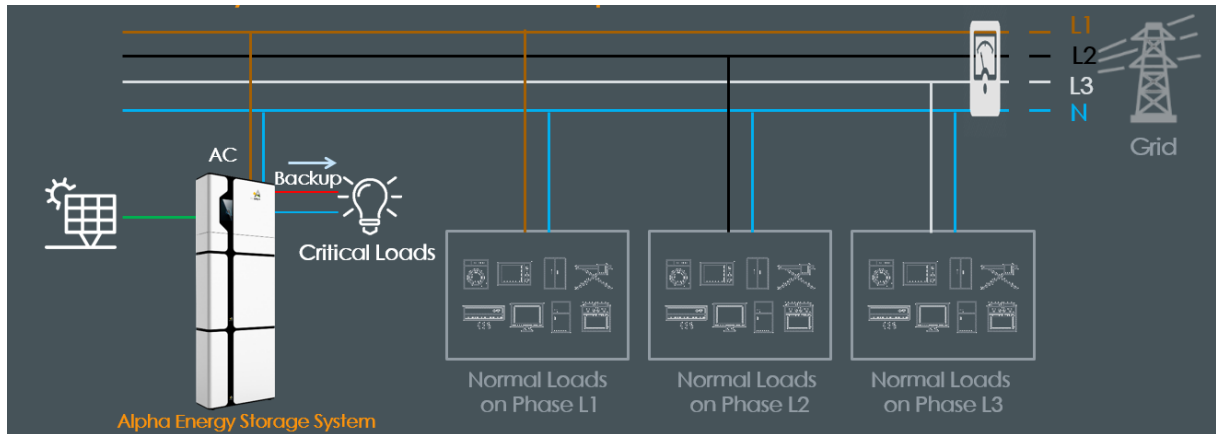 L1
L2
L3
N
Grid
AC
Backup
Critical Loads
Normal Loads
on Phase L1
Normal Loads
on Phase L2
Normal Loads
on Phase L3
Alpha Energy Storage System